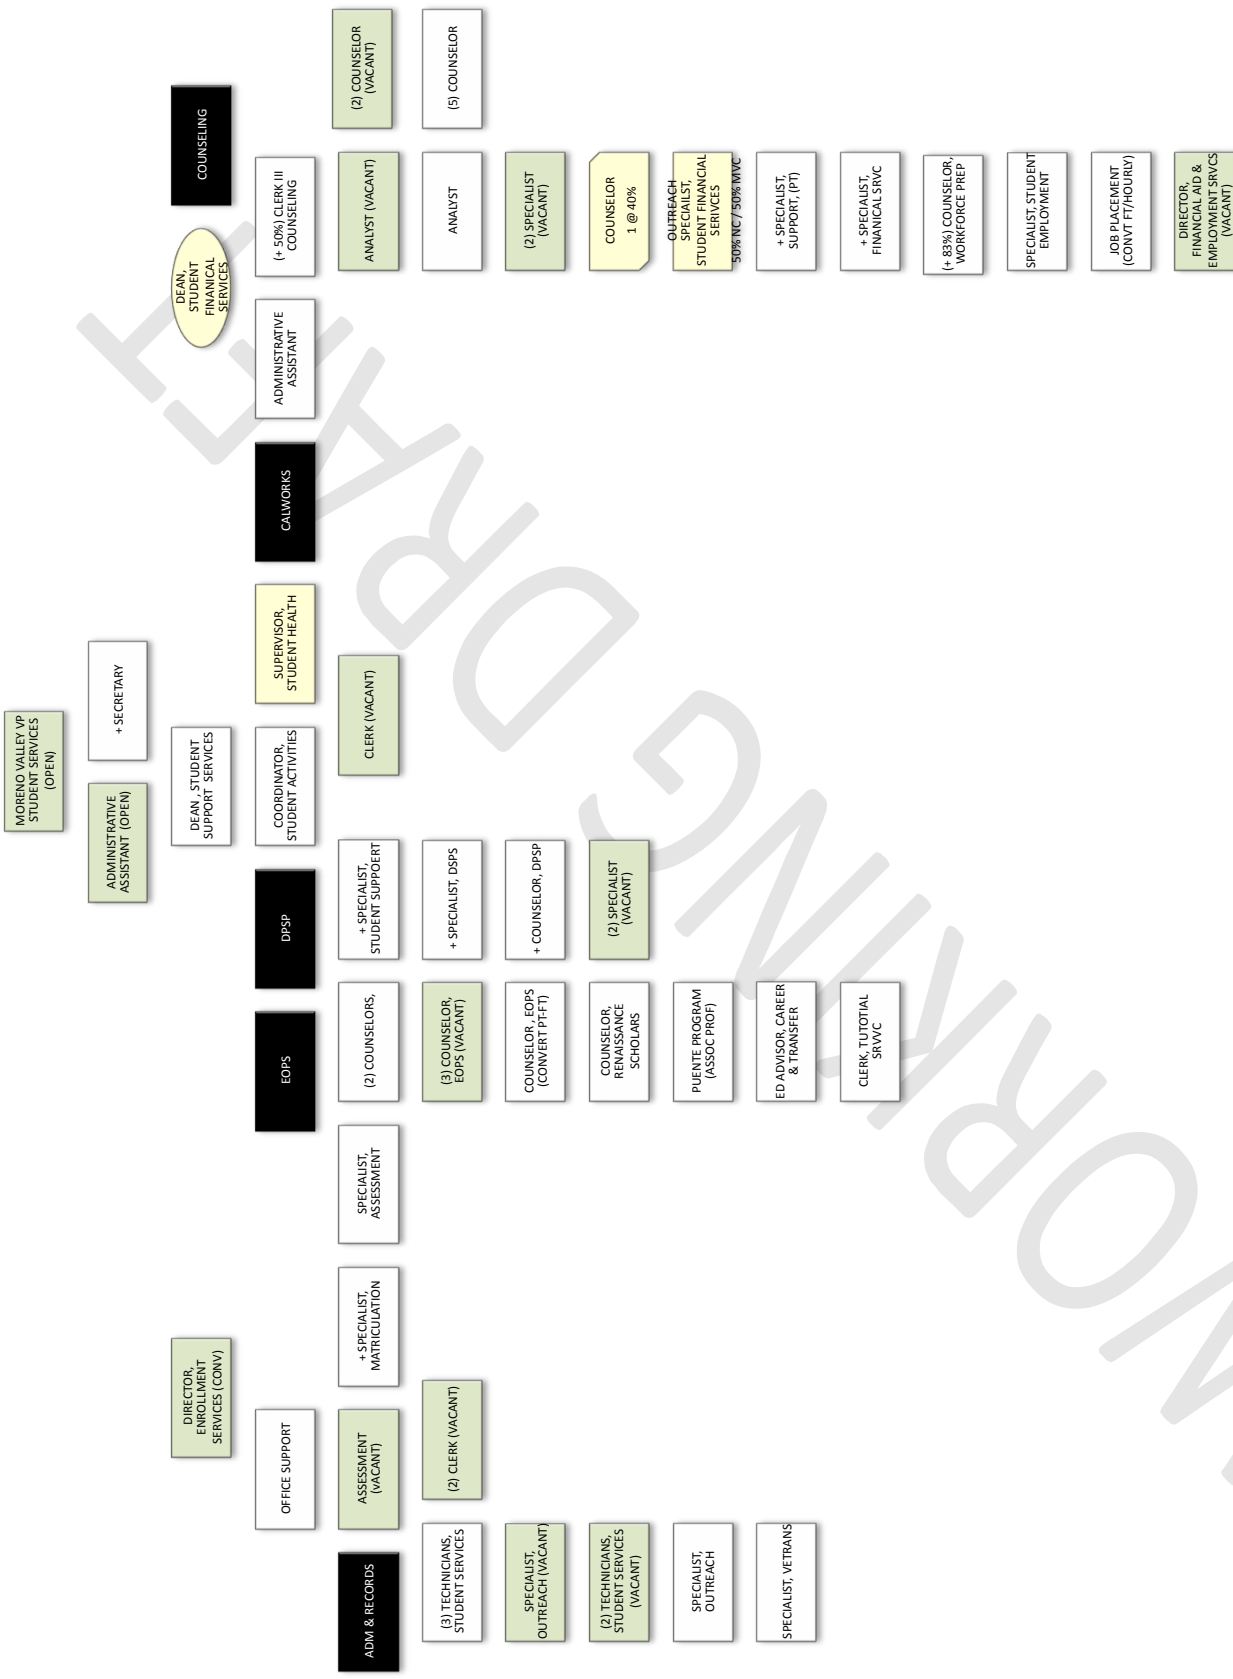 MORENO VALLEY VP
STUDENT SERVICES
(OPEN)
ADMINISTRATIVE
ASSISTANT (OPEN)
+ SECRETARY
DIRECTOR,
ENROLLMENT
SERVICES (CONV)
DEAN , STUDENT
SUPPORT SERVICES
DEAN,
STUDENT
FINANICAL
SERVICES
COUNSELING
OFFICE SUPPORT
EOPS
DPSP
COORDINATOR,
STUDENT ACTIVITIES
SUPERVISOR,
STUDENT HEALTH
CALWORKS
ADMINISTRATIVE
ASSISTANT
(+ 50%) CLERK III
COUNSELING
ADM & RECORDS
ASSESSMENT
(VACANT)
+ SPECIALIST,
MATRICULATION
SPECIALIST,
ASSESSMENT
(2) COUNSELORS,
+ SPECIALIST,
STUDENT SUPPOERT
CLERK (VACANT)
ANALYST (VACANT)
(2) COUNSELOR
(VACANT)
(3) TECHNICIANS,
STUDENT SERVICES
(2) CLERK (VACANT)
(3) COUNSELOR,
EOPS (VACANT)
+ SPECIALIST, DSPS
ANALYST
(5) COUNSELOR
SPECIALIST,
OUTREACH (VACANT)
COUNSELOR , EOPS
(CONVERT PT-FT)
+ COUNSELOR, DPSP
(2) SPECIALIST
(VACANT)
(2) TECHNICIANS,
STUDENT SERVICES
(VACANT)
COUNSELOR,
RENAISSANCE
SCHOLARS
(2) SPECIALIST
(VACANT)
COUNSELOR
1 @ 40%
SPECIALIST,
OUTREACH
PUENTE PROGRAM
(ASSOC PROF)
OUTREACH
SPECIAILST,
STUDENT FINANCIAL
SERIVCES
50% NC / 50% MVC
SPECIALIST, VETRANS
ED ADVISOR, CAREER
& TRANSFER
+ SPECIALIST,
SUPPORT, (PT)
CLERK, TUTOTIAL
SRVVC
+ SPECIALIST,
FINANICAL SRVC
(+ 83%) COUNSELOR,
WORKFORCE PREP
SPECIALIST, STUDENT
EMPLOYMENT
JOB PLACEMENT
(CONVT FT/HOURLY)
DIRECTOR,
FINANCIAL AID &
EMPLOYMENT SRVCS
(VACANT)
WORKING DRAFT